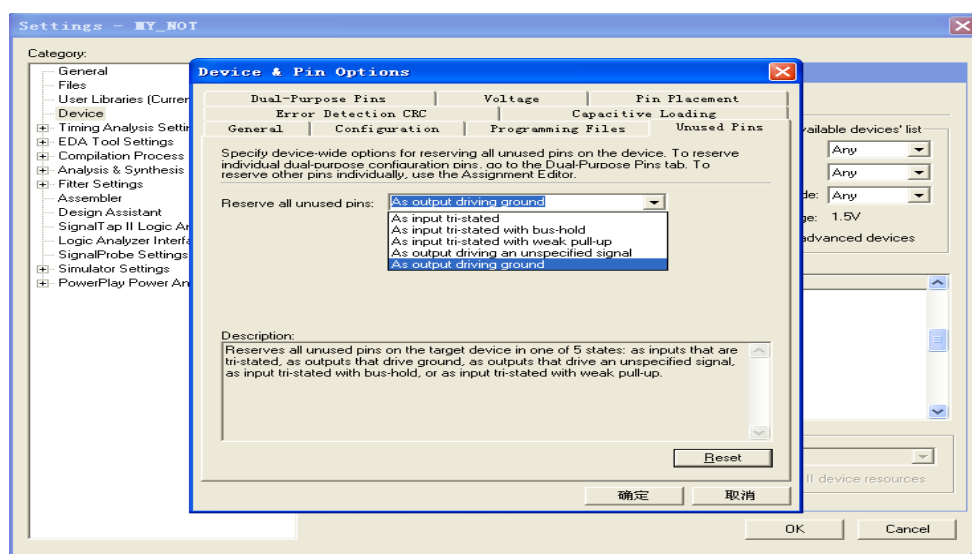 Settings - MY_NOT
Category:
General
Files
User Libraries (Curren
Device
Timing Analysis Settin
EDA Tool Settings
Compilation Process
Analysis & Synthesis
Fitter Settings
Assembler
Design Assistant
SignalTap II Logic An
Logic Analyzer Interfa
SignalProbe Settings
Simulator Settings
PowerPlay Power An
Device & Pin Options
Dual-Purpose Pins
Voltage
Pin Placement
Error Detection CRC
Capacitive Loading
General
Configuration
Programming Files
Unused Pins
Specify device-wide options for reserving all unused pins on the device. To reserve
individual dual-purpose configuration pins, go to the Dual-Purpose Pins tab. To
reserve other pins individually, use the Assignment Editor.
Reserve all unused pins:
As output driving ground
As input tri-stated
As input tri-stated with bus-hold
As input tri-stated with weak pull-up
As output driving an unspecified signal
As output driving ground
Description:
Reserves all unused pins on the target device in one of 5 states: as inputs that are
tri-stated, as outputs that drive ground, as outputs that drive an unspecified signal,
as input tri-stated with bus-hold, or as input tri-stated with weak pull-up.
Reset
确定
取消
vailable devices' list
Any
Any
de: Any
ge: 1.5V
advanced devices
II device resources
OK
Cancel